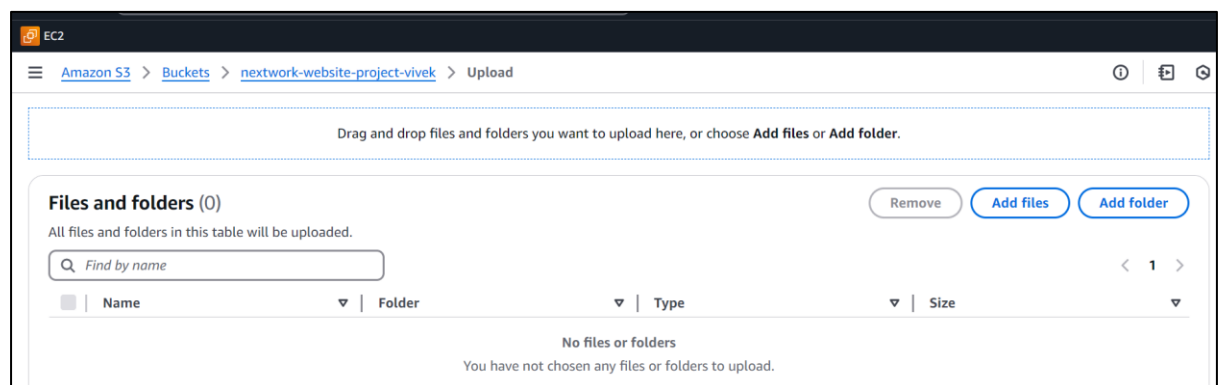 EC2
Amazon S3 > Buckets > nextwork-website-project-vivek > Upload
Drag and drop files and folders you want to upload here, or choose Add files or Add folder.
Files and folders (0)
Remove Add files Add folder
All files and folders in this table will be uploaded.
Find by name
< 1 >
Name Folder Type Size
No files or folders
You have not chosen any files or folders to upload.